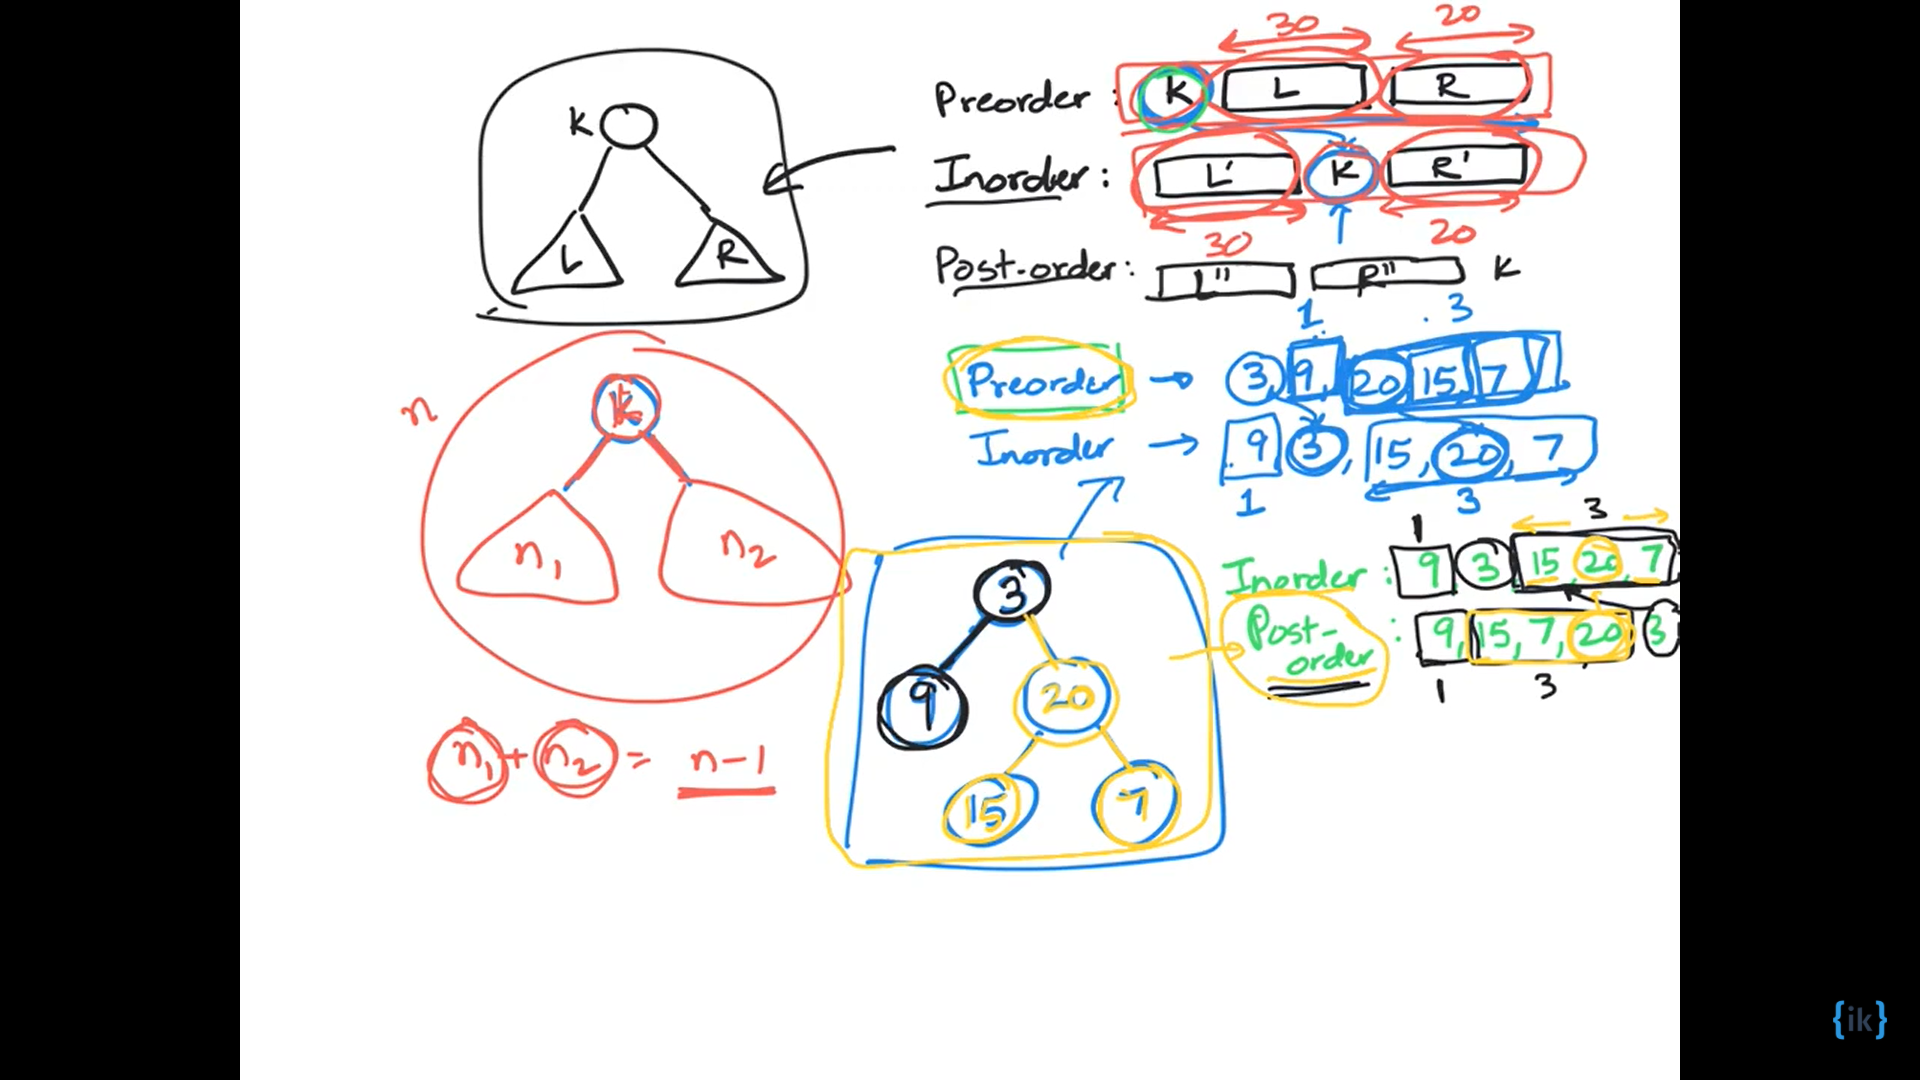 30 20
Preorder : K L R
Inorder : L' K R'
30 20
Post-order : L'' R'' K
K
L R
1 3
Preorder → 3, 9, 20, 15, 7
Inorder → 9 3, 15, 20, 7
1 3
n
K
n1 n2
n1 + n2 = n-1
3
9 20
15 7
1 3
Inorder : 9 3 15, 20, 7
Post-order : 9, 15, 7, 20 3
1 3
{ik}